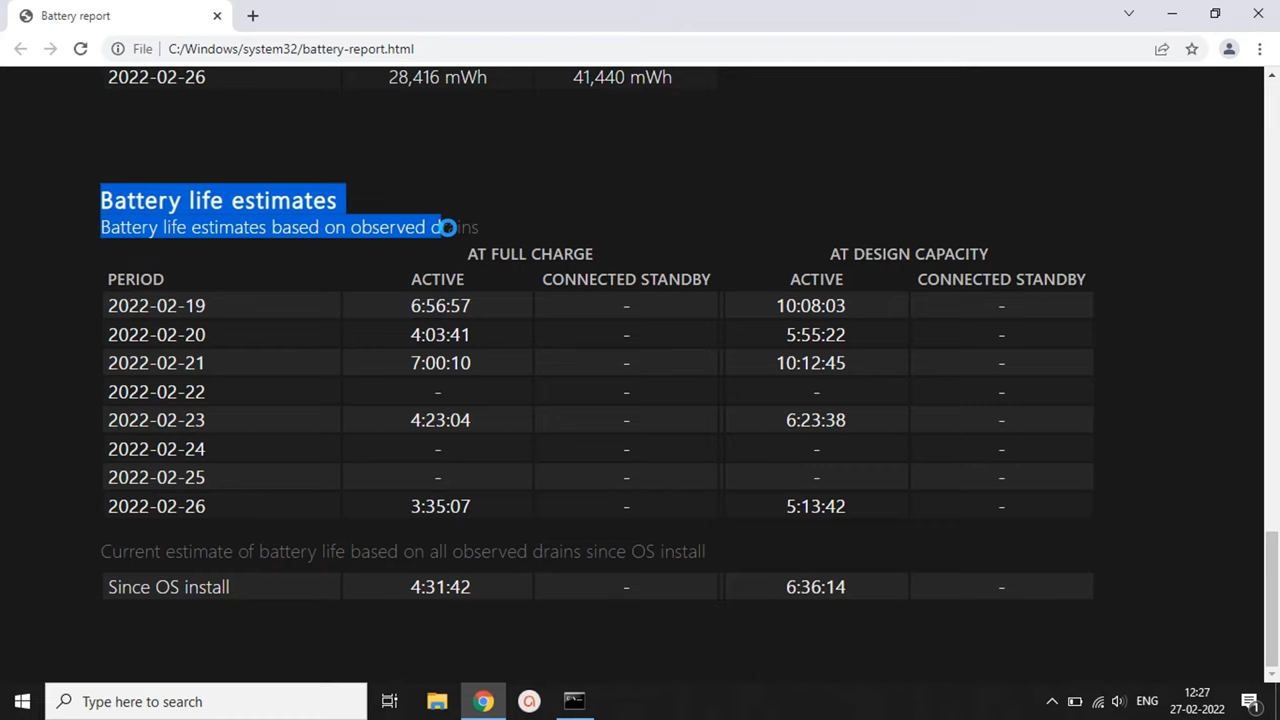 Battery report
File C:/Windows/system32/battery-report.html
2022-02-26 28,416 mWh 41,440 mWh
Battery life estimates
Battery life estimates based on observed drains
AT FULL CHARGE AT DESIGN CAPACITY
PERIOD ACTIVE CONNECTED STANDBY ACTIVE CONNECTED STANDBY
2022-02-19 6:56:57 - 10:08:03 -
2022-02-20 4:03:41 - 5:55:22 -
2022-02-21 7:00:10 - 10:12:45 -
2022-02-22 - - - -
2022-02-23 4:23:04 - 6:23:38 -
2022-02-24 - - - -
2022-02-25 - - - -
2022-02-26 3:35:07 - 5:13:42 -
Current estimate of battery life based on all observed drains since OS install
Since OS install 4:31:42 - 6:36:14 -
Type here to search
ENG
12:27
27-02-2022
1